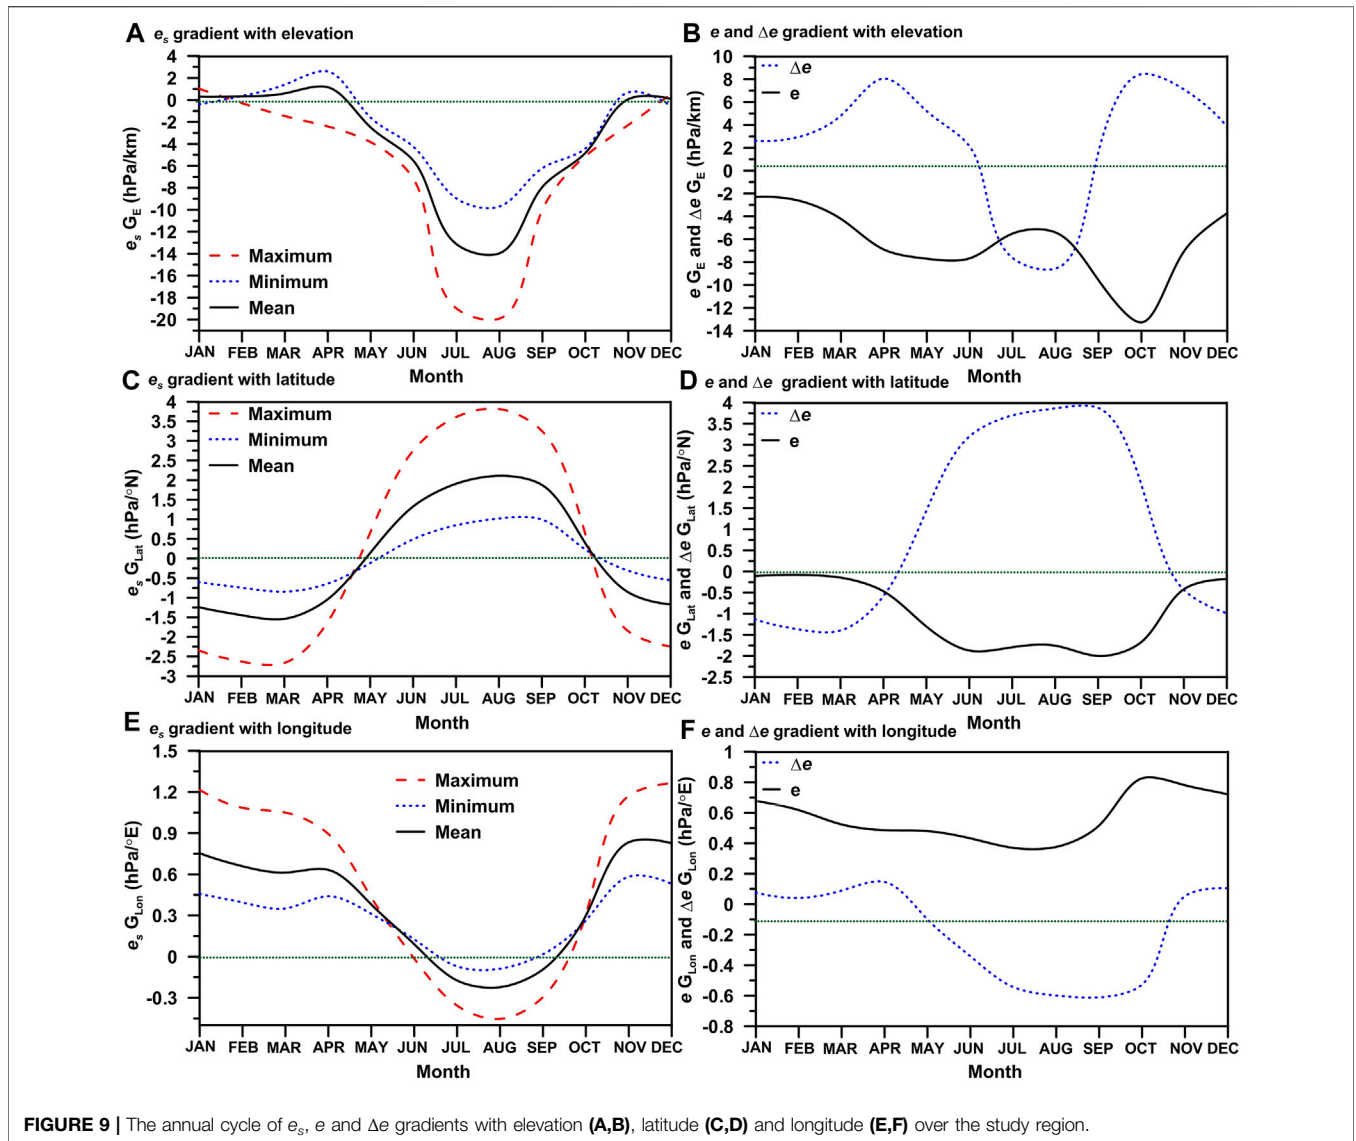 A e_s gradient with elevation
4
2
0
-2
-4
-6
-8
-10
-12
-14
-16
-18
-20
e_s G_E (hPa/km)
Maximum
Minimum
Mean
JAN FEB MAR APR MAY JUN JUL AUG SEP OCT NOV DEC
Month
B e and Δe gradient with elevation
10
8
6
4
2
0
-2
-4
-6
-8
-10
-12
-14
e G_E and Δe G_E (hPa/km)
Δe
e
JAN FEB MAR APR MAY JUN JUL AUG SEP OCT NOV DEC
Month
C e_s gradient with latitude
4
3.5
3
2.5
2
1.5
1
0.5
0
-0.5
-1
-1.5
-2
-2.5
-3
e_s G_Lat (hPa/°N)
Maximum
Minimum
Mean
JAN FEB MAR APR MAY JUN JUL AUG SEP OCT NOV DEC
Month
D e and Δe gradient with latitude
4
3.5
3
2.5
2
1.5
1
0.5
0
-0.5
-1
-1.5
-2
-2.5
e G_Lat and Δe G_Lat (hPa/°N)
Δe
e
JAN FEB MAR APR MAY JUN JUL AUG SEP OCT NOV DEC
Month
E e_s gradient with longitude
1.5
1.2
0.9
0.6
0.3
0
-0.3
e_s G_Lon (hPa/°E)
Maximum
Minimum
Mean
JAN FEB MAR APR MAY JUN JUL AUG SEP OCT NOV DEC
Month
F e and Δe gradient with longitude
1
0.8
0.6
0.4
0.2
0
-0.2
-0.4
-0.6
-0.8
e G_Lon and Δe G_Lon (hPa/°E)
Δe
e
JAN FEB MAR APR MAY JUN JUL AUG SEP OCT NOV DEC
Month
FIGURE 9 | The annual cycle of e_s, e and Δe gradients with elevation (A,B), latitude (C,D) and longitude (E,F) over the study region.